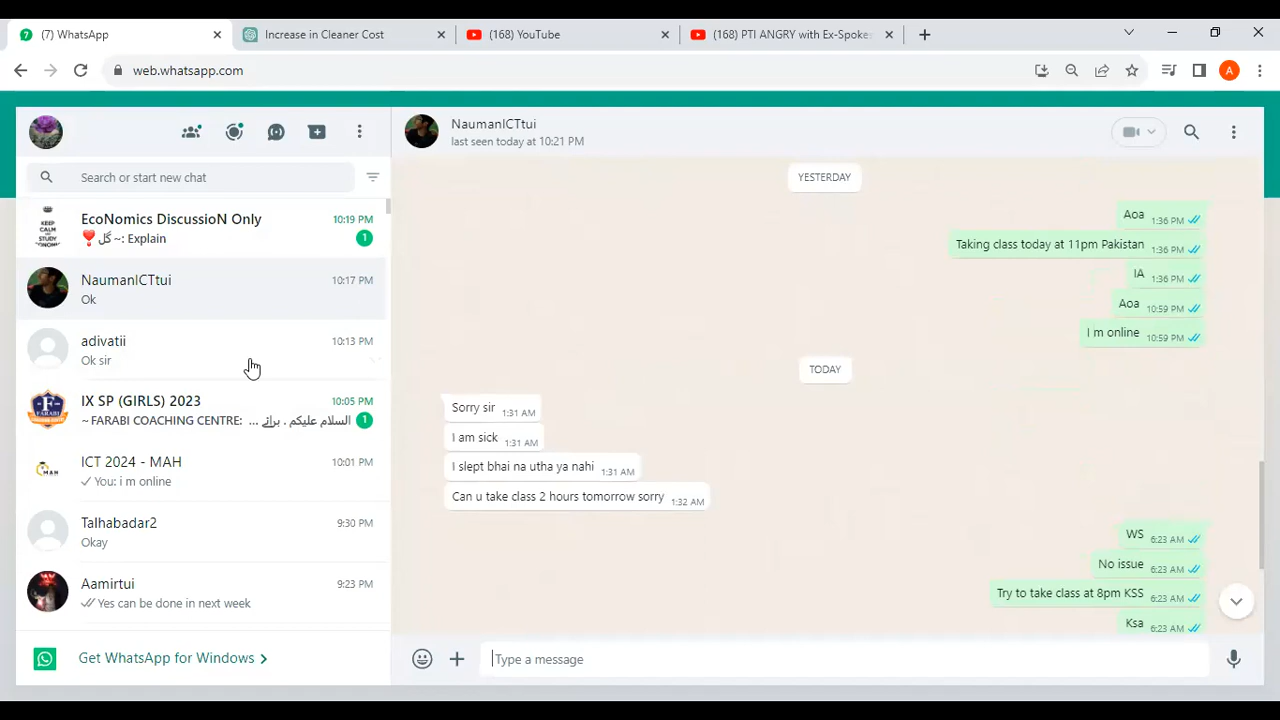 (7) WhatsApp
Increase in Cleaner Cost
(168) YouTube
(168) PTI ANGRY with Ex-Spokes
web.whatsapp.com
A
Search or start new chat
EcoNomics DiscussioN Only
10:19 PM
❣️گل ~: Explain
1
NaumanICTtui
10:17 PM
Ok
adivatii
10:13 PM
Ok sir
IX SP (GIRLS) 2023
10:05 PM
~ FARABI COACHING CENTRE: ... السلام علیکم . برائے
1
ICT 2024 - MAH
10:01 PM
You: i m online
Talhabadar2
9:30 PM
Okay
Aamirtui
9:23 PM
Yes can be done in next week
Get WhatsApp for Windows
NaumanICTtui
last seen today at 10:21 PM
YESTERDAY
Aoa 1:36 PM
Taking class today at 11pm Pakistan 1:36 PM
IA 1:36 PM
Aoa 10:59 PM
I m online 10:59 PM
TODAY
Sorry sir 1:31 AM
I am sick 1:31 AM
I slept bhai na utha ya nahi 1:31 AM
Can u take class 2 hours tomorrow sorry 1:32 AM
WS 6:23 AM
No issue 6:23 AM
Try to take class at 8pm KSS 6:23 AM
Ksa 6:23 AM
Type a message